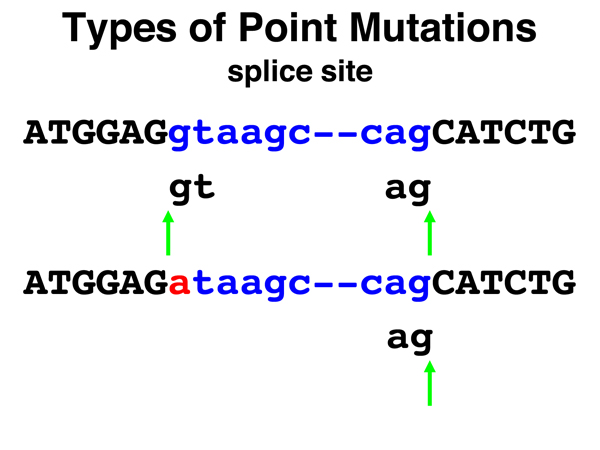 Types of Point Mutations
splice site
ATGGAGgtaagc--cagCATCTG
gt ag
ATGGAGataagc--cagCATCTG
ag